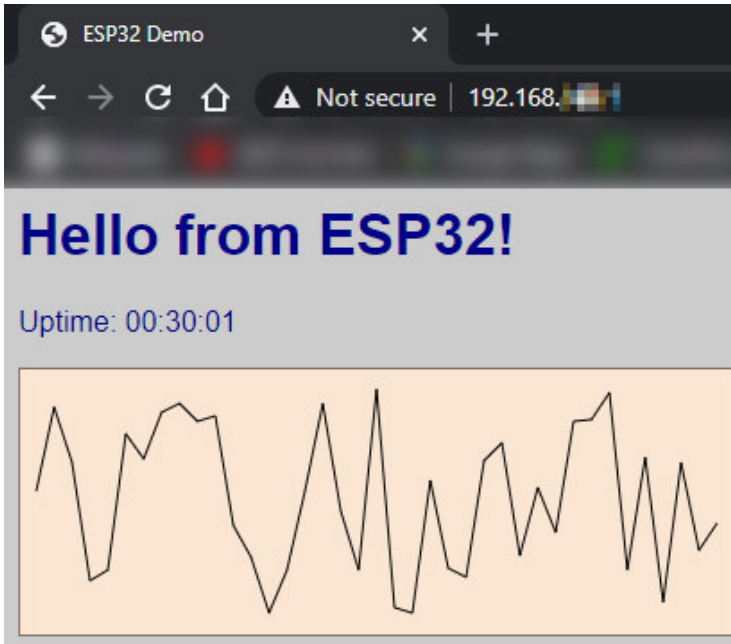 ESP32 Demo
Not secure 192.168.
Hello from ESP32!
Uptime: 00:30:01